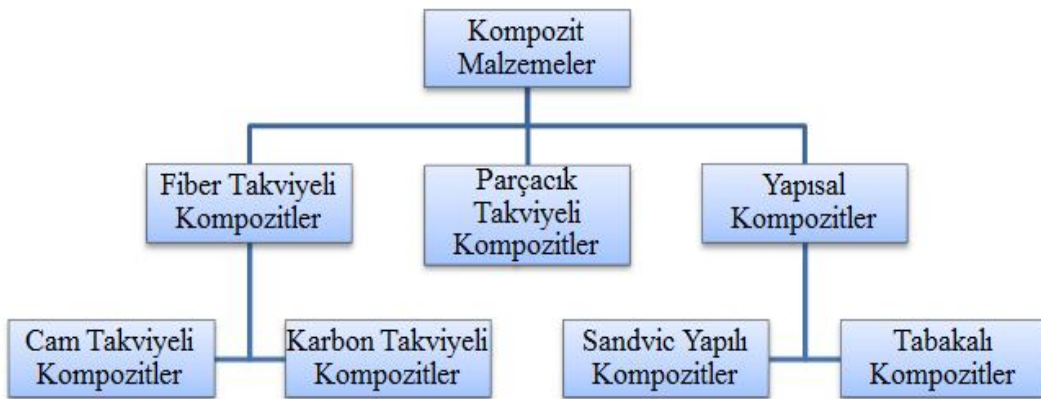 Kompozit
Malzemeler
Fiber Takviyeli
Kompozitler
Parçacık
Takviyeli
Kompozitler
Yapısal
Kompozitler
Cam Takviyeli
Kompozitler
Karbon Takviyeli
Kompozitler
Sandvic Yapılı
Kompozitler
Tabakalı
Kompozitler